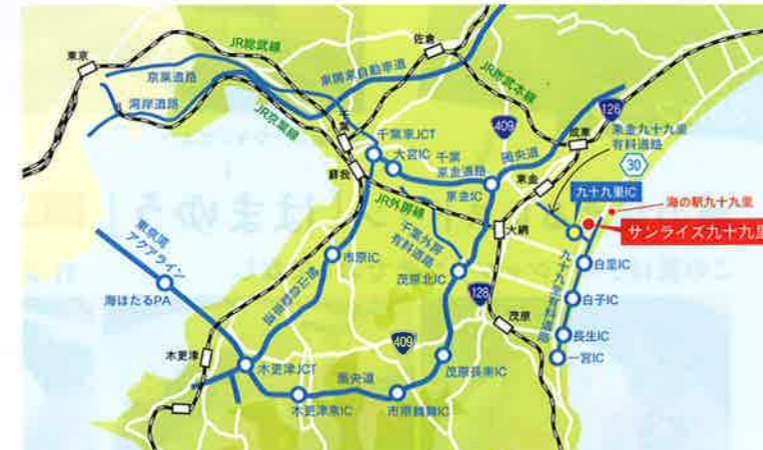 東京
JR総武線
佐倉
京葉道路
東関東自動車道
JR総武本線
湾岸道路
JR京葉線
千葉
126
409
成東
東金九十九里
有料道路
千葉東JCT
大宮IC
千葉
東金道路
圏央道
30
蘇我
東金IC
東金
九十九里IC
海の駅九十九里
JR外房線
サンライズ九十九里
大網
東京湾
アクアライン
市原IC
千葉外房
有料道路
茂原北IC
九十九里有料道路
白里IC
海ほたるPA
館山自動車道
128
白子IC
茂原
409
長生IC
木更津
一宮IC
木更津JCT
茂原長南IC
圏央道
木更津東IC
市原鶴舞IC